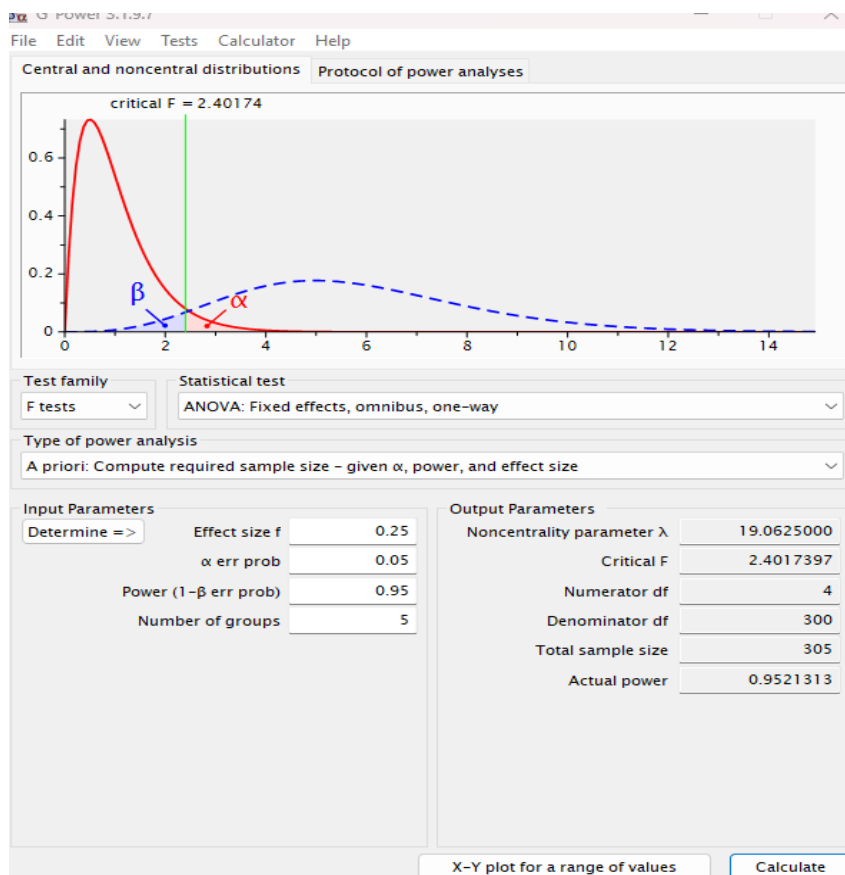 G*Power 3.1.9.7
File Edit View Tests Calculator Help
Central and noncentral distributions Protocol of power analyses
critical F = 2.40174
0.6
0.4
0.2
β α
0
0 2 4 6 8 10 12 14
Test family Statistical test
F tests ANOVA: Fixed effects, omnibus, one-way
Type of power analysis
A priori: Compute required sample size – given α, power, and effect size
Input Parameters Output Parameters
Determine => Effect size f 0.25 Noncentrality parameter λ 19.0625000
α err prob 0.05 Critical F 2.4017397
Power (1-β err prob) 0.95 Numerator df 4
Number of groups 5 Denominator df 300
Total sample size 305
Actual power 0.9521313
X-Y plot for a range of values Calculate